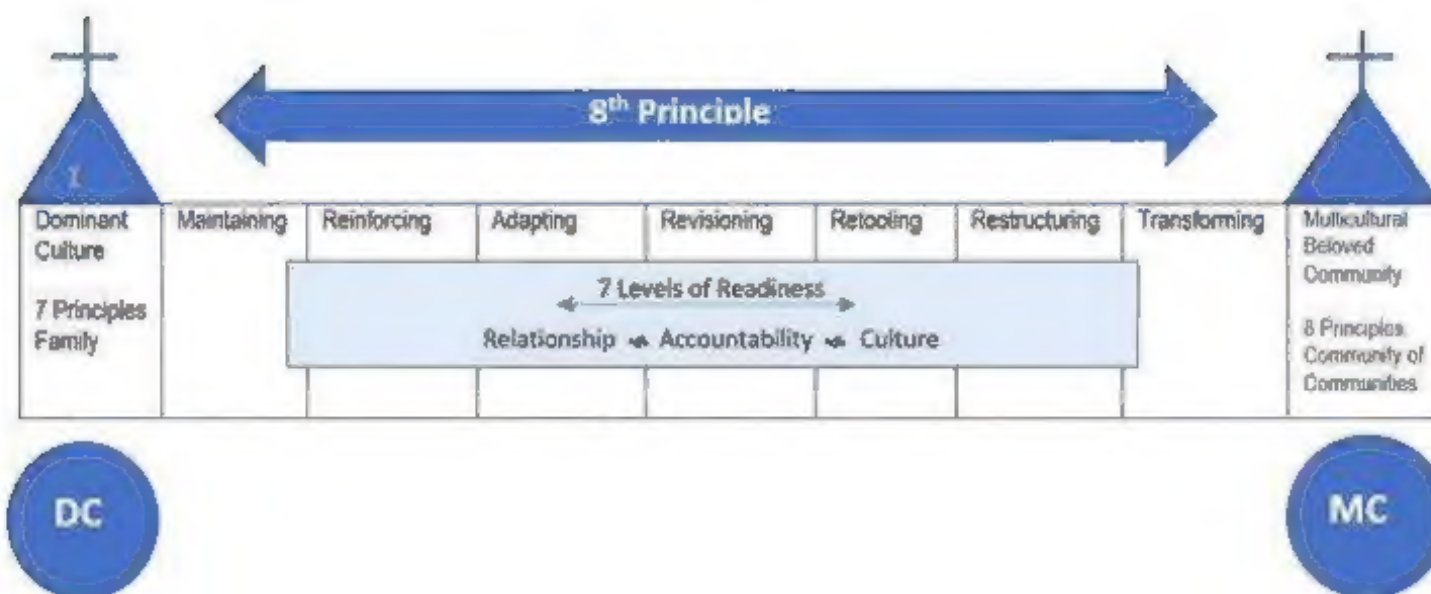 8th Principle
1
Dominant
Culture
7 Principles
Family
Maintaining
Reinforcing
Adapting
Revisioning
Retooling
Restructuring
Transforming
Multicultural
Beloved
Community
8 Principles
Community of
Communities
7 Levels of Readiness
Relationship
Accountability
Culture
DC
MC